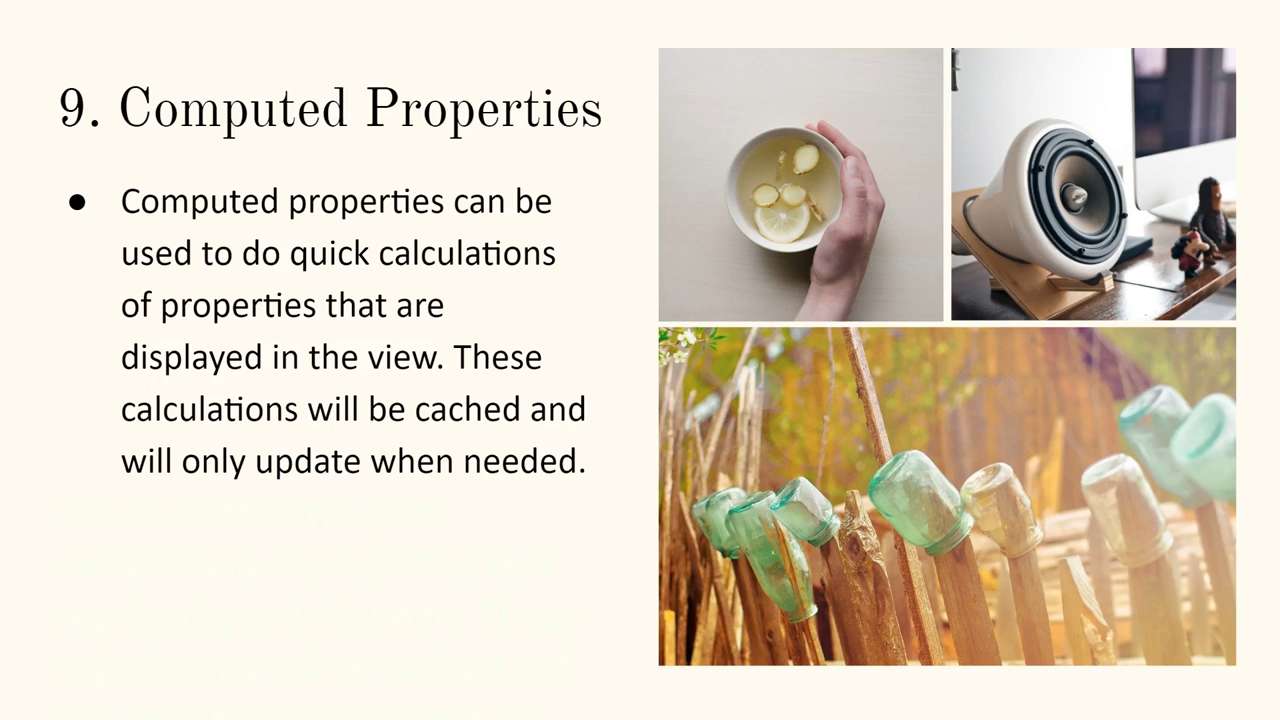 9. Computed Properties
● Computed properties can be
used to do quick calculations
of properties that are
displayed in the view. These
calculations will be cached and
will only update when needed.